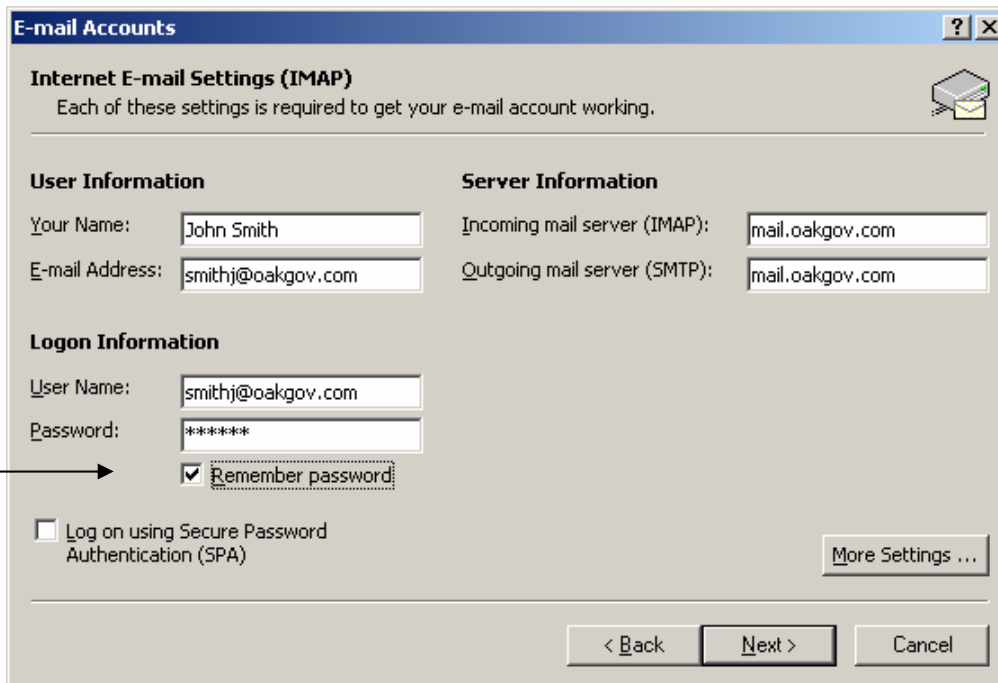 E-mail Accounts
Internet E-mail Settings (IMAP)
Each of these settings is required to get your e-mail account working.
User Information
Your Name: John Smith
E-mail Address: smithj@oakgov.com
Server Information
Incoming mail server (IMAP): mail.oakgov.com
Outgoing mail server (SMTP): mail.oakgov.com
Logon Information
User Name: smithj@oakgov.com
Password: ******
Remember password
Log on using Secure Password
Authentication (SPA)
More Settings ...
< Back Next > Cancel